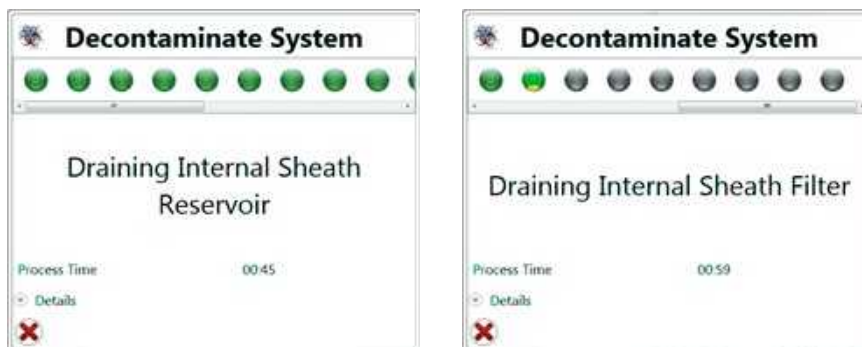 Decontaminate System
Draining Internal Sheath
Reservoir
Process Time 00:45
Details
Decontaminate System
Draining Internal Sheath Filter
Process Time 00:59
Details